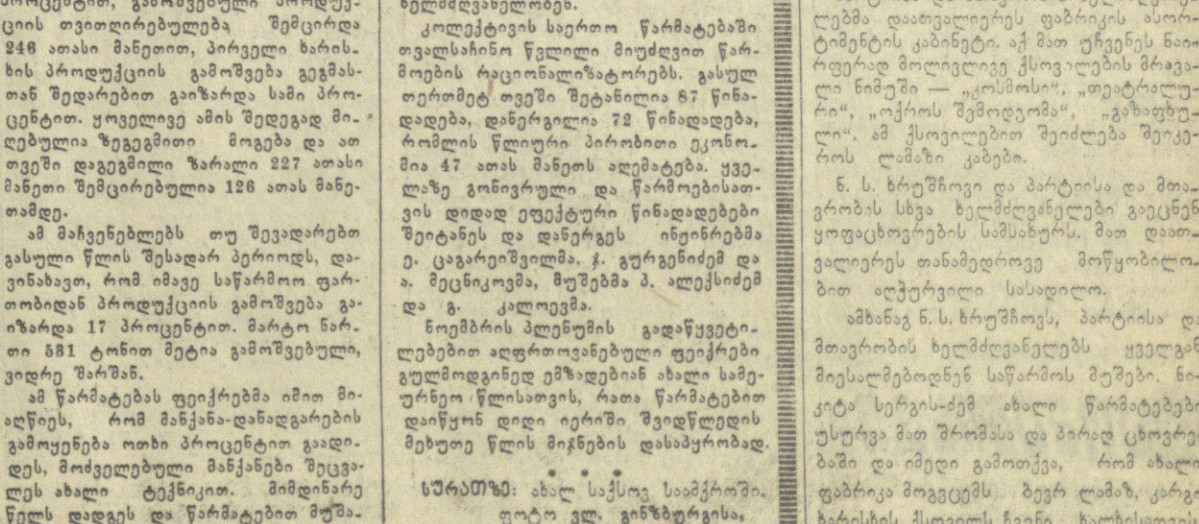 პროცენტით, გამოშვებული პროდუქ-
ციის თვითღირებულება შემცირდა
246 ათასი მანეთით, პირველი ხარის-
ხის პროდუქციის გამოშვება გეგმას-
თან შედარებით გაიზარდა სამი პრო-
ცენტით. ყოველივე ამის შედეგად მი-
ღებულია ზეგეგმითი მოგება და ათ
თვეში დაგეგმილი ზარალი 227 ათასი
მანეთი შემცირებულია 126 ათას მანე-
თამდე.
ამ მაჩვენებლებს თუ შევადარებთ
გასული წლის შესადარ პერიოდს, და-
ვინახავთ, რომ იმავე საწარმოო ფარ-
თობიდან პროდუქციის გამოშვება გა-
იზარდა 17 პროცენტით. მარტო ნარ-
თი 531 ტონით მეტია გამოშვებული,
ვიდრე შარშან.
ამ წარმატებას ფეიქრებმა იმით მი-
აღწიეს, რომ მანქანა-დანადგარების
გამოყენება ოთხი პროცენტით გაადი-
დეს, მოძველებული მანქანები შეცვა-
ლეს ახალი ტექნიკით. მიმდინარე
წელს დადგეს და წარმატებით მუშა-
ხელმძღვანელობენ.
კოლექტივის საერთო წარმატებაში
თვალსაჩინო წვლილი მიუძღვით წარ-
მოების რაციონალიზატორებს. გასულ
თერთმეტ თვეში შეტანილია 87 წინა-
დადება, დანერგილია 72 წინადადება,
რომლის წლიური პირობითი ეკონო-
მია 47 ათას მანეთს აღემატება. ყვე-
ლაზე გონივრული და წარმოებისათ-
ვის დიდად ეფექტური წინადადებები
შეიტანეს და დანერგეს ინჟინრებმა
ე. ცაგარეიშვილმა, ჯ. გურგენიძემ და
ა. მეცნიკოვმა, მუშებმა პ. ალექსიძემ
და გ. კალოევმა.
ნოემბრის პლენუმის გადაწყვეტი-
ლებებით აღფრთოვანებული ფეიქრები
გულმოდგინედ ემზადებიან ახალი სამე-
ურნეო წლისათვის, რათა წარმატებით
დაიწყონ დიდი იერიში შვიდწლედის
მეხუთე წლის მიჯნების დასაპყრობად.
* * *
სურათზე: ახალ საქსოვ საამქროში.
ფოტო ვლ. გინზბურგისა,
ლებმა დაათვალიერეს ფაბრიკის ასორ-
ტიმენტის კაბინეტი. აქ მათ უჩვენეს ნაი-
რფერად მოლივლივე ქსოვილების მრავა-
ლი ნიმუში — „კოსმოსი“, „თეატრალუ-
რი“, „ოქროს შემოდგომა“, „გაზაფხუ-
ლი“. ამ ქსოვილებით შეიძლება შეიკე-
როს ლამაზი კაბები.
ნ. ს. ხრუშჩოვი და პარტიისა და მთა-
ვრობის სხვა ხელმძღვანელები გაეცნენ
ყოფაცხოვრების სამსახურს. მათ დაათ-
ვალიერეს თანამედროვე მოწყობილო-
ბით აღჭურვილი სასადილო.
ამხანაგ ნ. ს. ხრუშჩოვს, პარტიისა და
მთავრობის ხელმძღვანელებს ყველგან
მიესალმებოდნენ საწარმოს მუშები. ნი-
კიტა სერგის-ძემ ახალი წარმატებები
უსურვა მათ შრომასა და პირად ცხოვრე-
ბაში და იმედი გამოთქვა, რომ ახალი
ფაბრიკა მოგვცემს ბევრ ლამაზ, კარგი
ხარისხის ქსოვილს ჩვენი ხალხისათვის